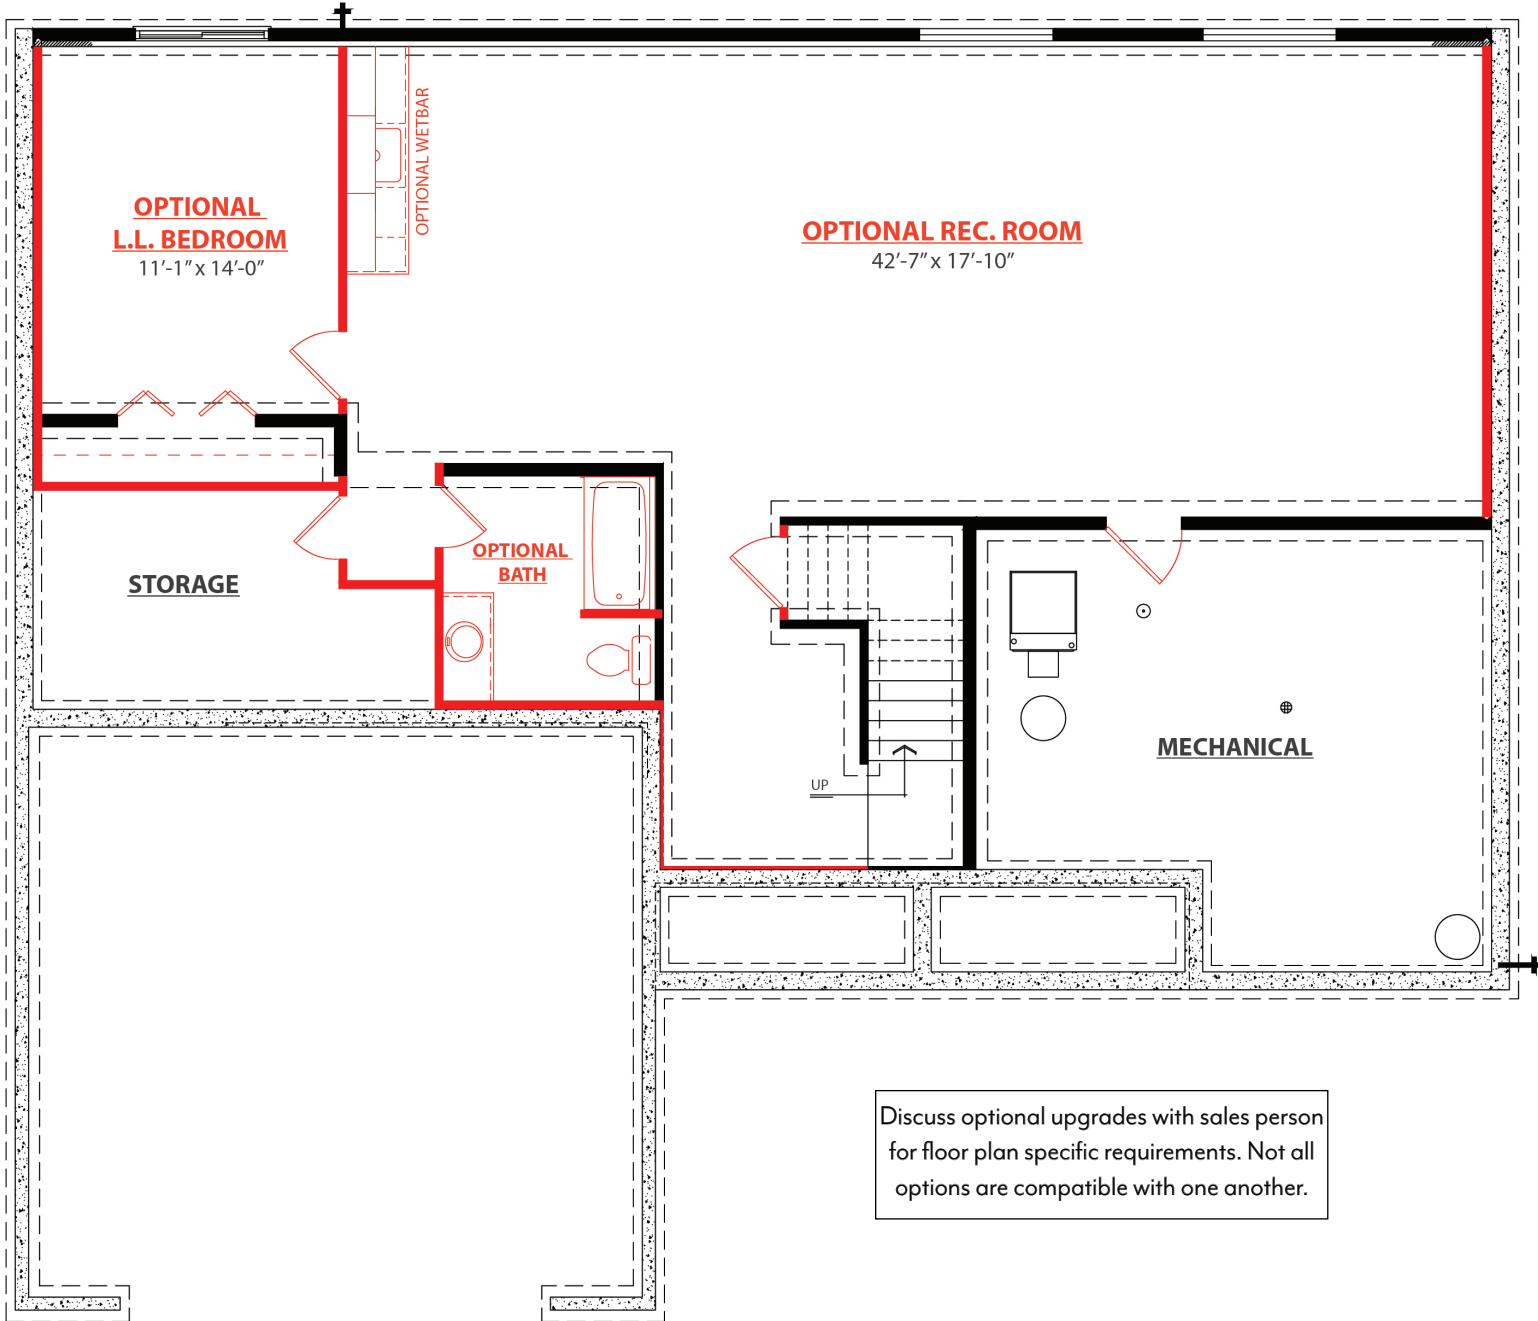 OPTIONAL
L.L. BEDROOM
11′-1″ x 14′-0″
OPTIONAL WETBAR
OPTIONAL REC. ROOM
42′-7″ x 17′-10″
STORAGE
OPTIONAL
BATH
UP
MECHANICAL
Discuss optional upgrades with sales person
for floor plan specific requirements. Not all
options are compatible with one another.